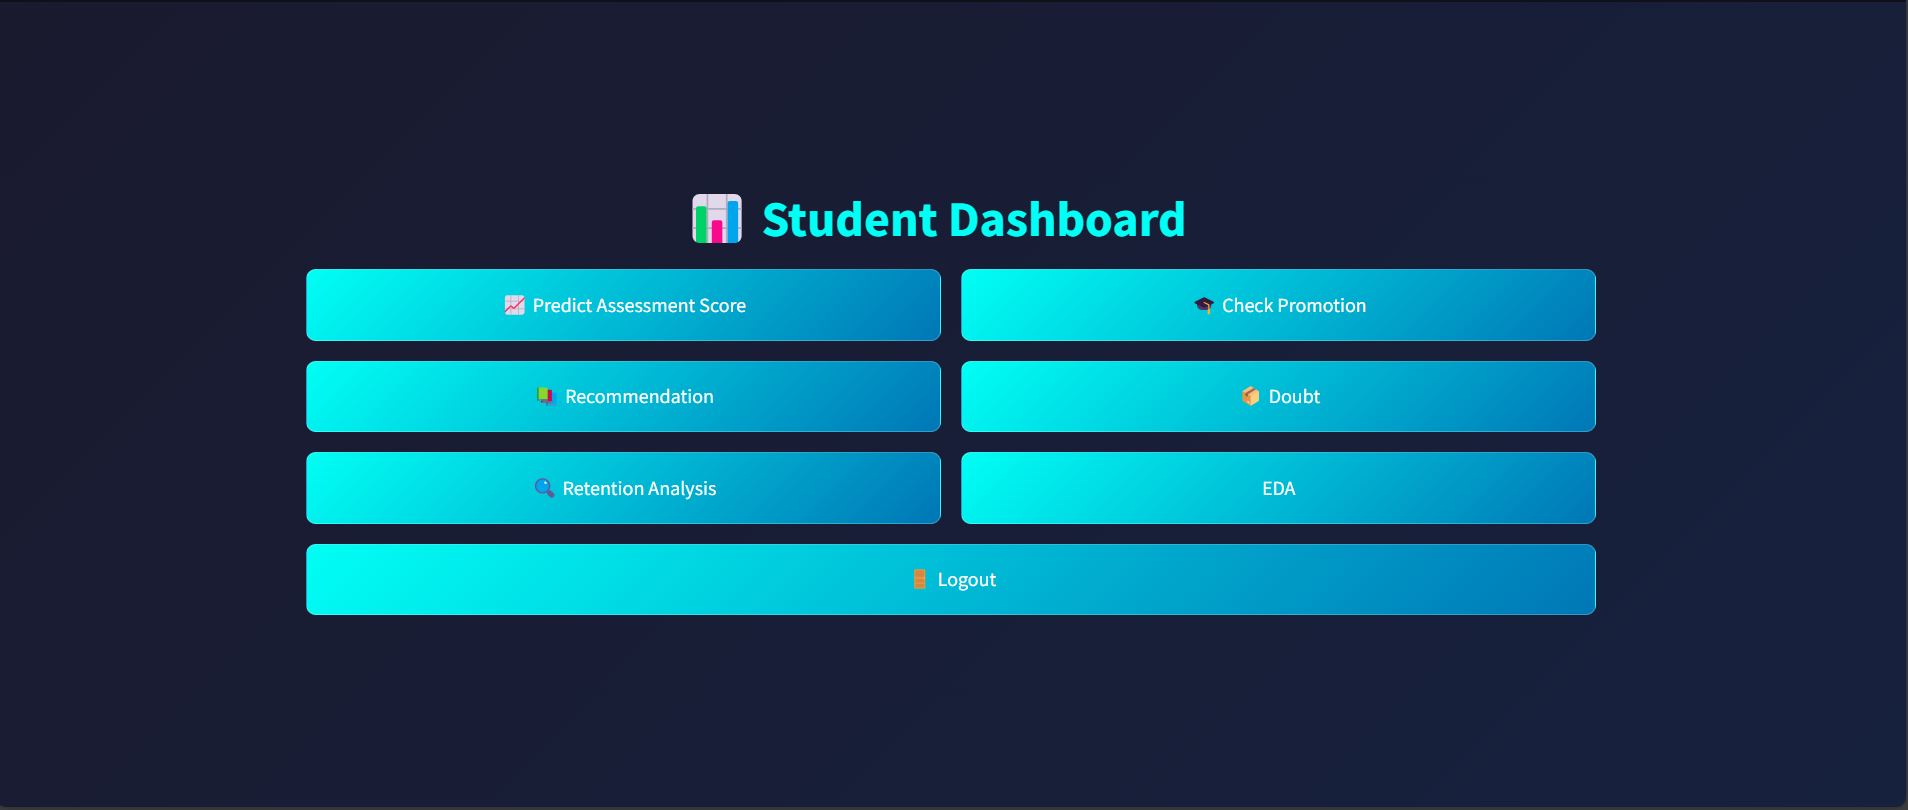 Student Dashboard
Predict Assessment Score
Check Promotion
Recommendation
Doubt
Retention Analysis
EDA
Logout